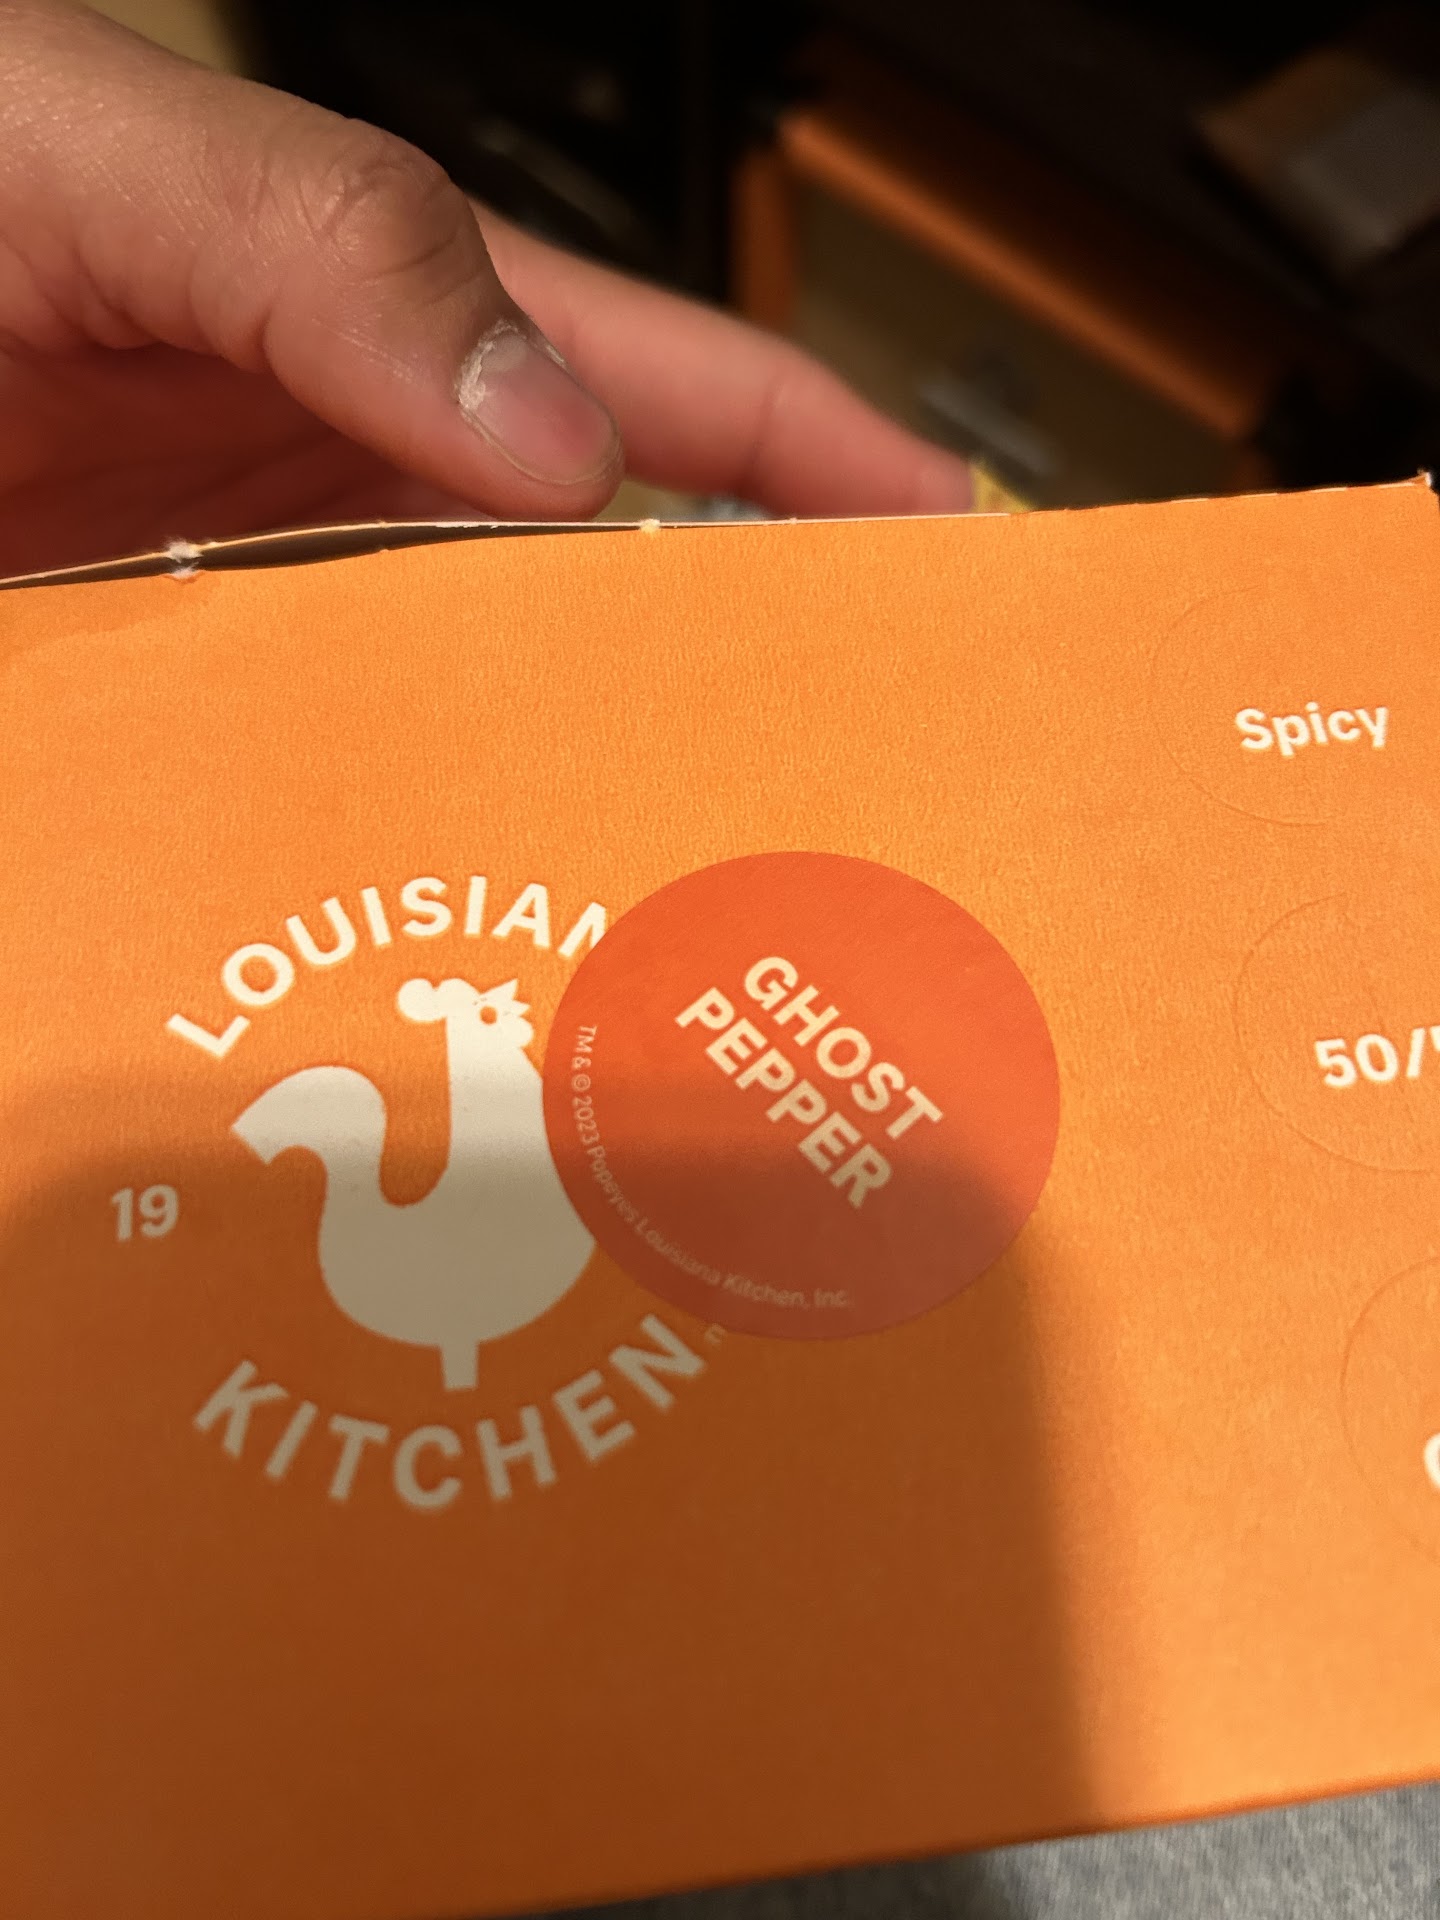 Spicy
LOUISIAN
GHOST
PEPPER
TM & © 2023 Popeyes Louisiana Kitchen, Inc.
50/
19
KITCHEN